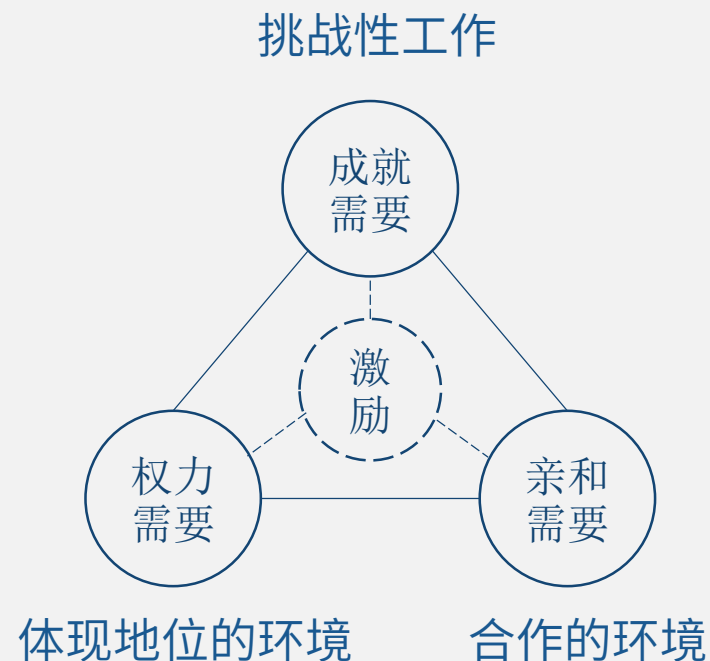 挑战性工作
成就
需要
激
励
权力
需要
亲和
需要
体现地位的环境
合作的环境